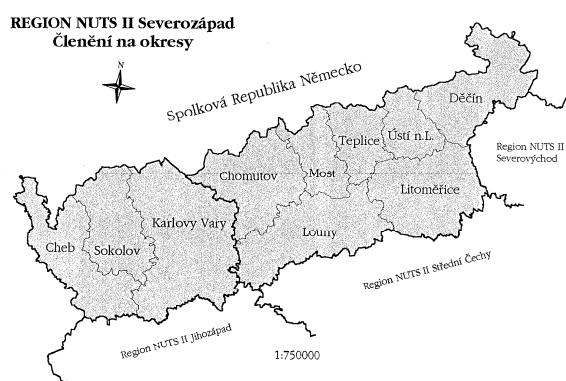 REGION NUTS II Severozápad
Členění na okresy
N
Spolková Republika Německo
Děčín
Ústí n.L.
Teplice
Region NUTS II
Severovýchod
Most
Chomutov
Litoměřice
Karlovy Vary
Louny
Cheb
Sokolov
Region NUTS II Střední Čechy
Region NUTS II Jihozápad
1:750000